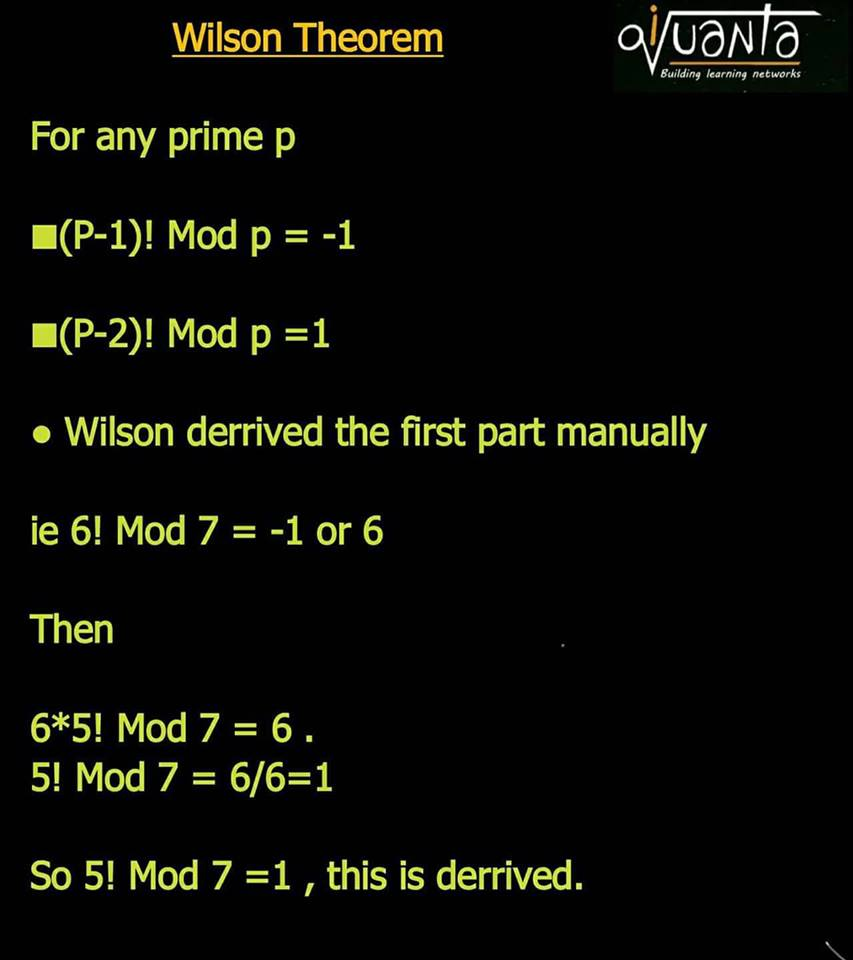 Wilson Theorem
qVuanta
Building learning networks
For any prime p
■(P-1)! Mod p = -1
■(P-2)! Mod p =1
● Wilson derrived the first part manually
ie 6! Mod 7 = -1 or 6
Then
6*5! Mod 7 = 6 .
5! Mod 7 = 6/6=1
So 5! Mod 7 =1 , this is derrived.